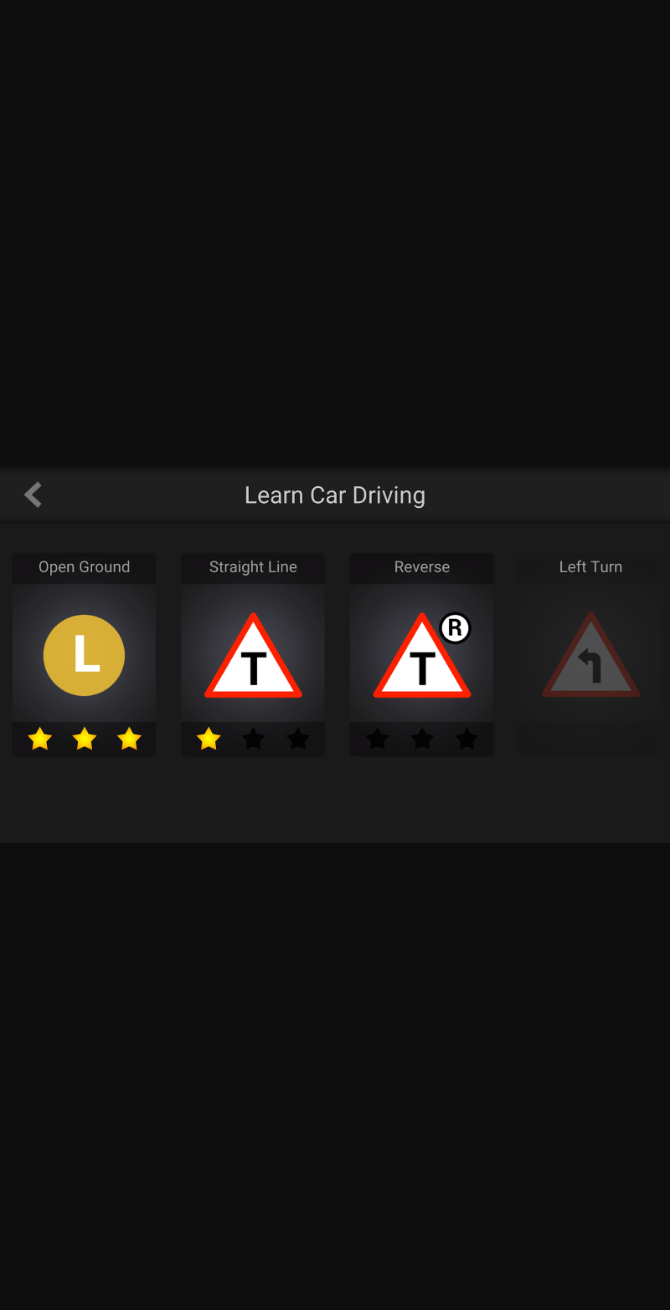 Learn Car Driving
Open Ground
Straight Line
Reverse
Left Turn
L
T
T
R